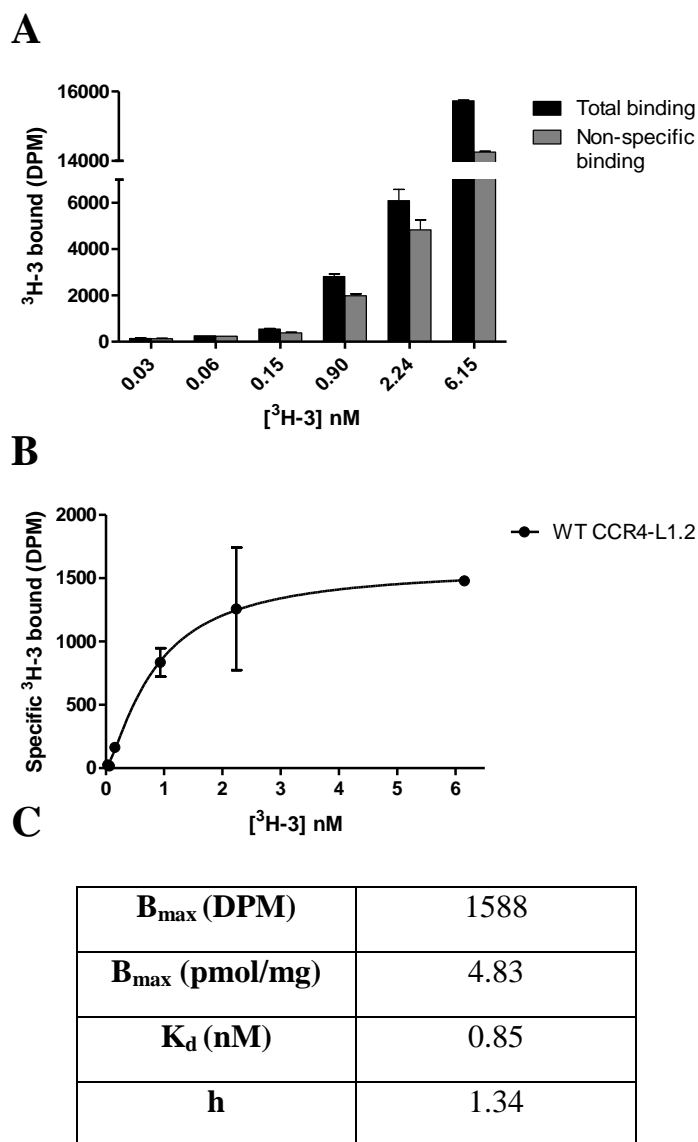 A
16000
14000
6000
4000
2000
0
³H-3 bound (DPM)
Total binding
Non-specific
binding
0.03 0.06 0.15 0.90 2.24 6.15
[³H-3] nM
B
2000
1500
1000
500
0
Specific ³H-3 bound (DPM)
WT CCR4-L1.2
0 1 2 3 4 5 6
[³H-3] nM
C
Bmax (DPM) 1588
Bmax (pmol/mg) 4.83
Kd (nM) 0.85
h 1.34